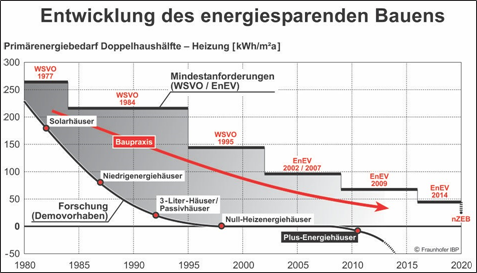 Entwicklung des energiesparenden Bauens
Primärenergiebedarf Doppelhaushälfte – Heizung [kWh/m²a]
300
250
200
150
100
50
0
-50
WSVO
1977
Mindestanforderungen
(WSVO / EnEV)
WSVO
1984
Solarhäuser
Baupraxis
WSVO
1995
Niedrigenergiehäuser
EnEV
2002 / 2007
EnEV
2009
EnEV
2014
nZEB
3-Liter-Häuser/
Passivhäuser
Forschung
(Demovorhaben)
Null-Heizenergiehäuser
Plus-Energiehäuser
© Fraunhofer IBP
1980
1985
1990
1995
2000
2005
2010
2015
2020